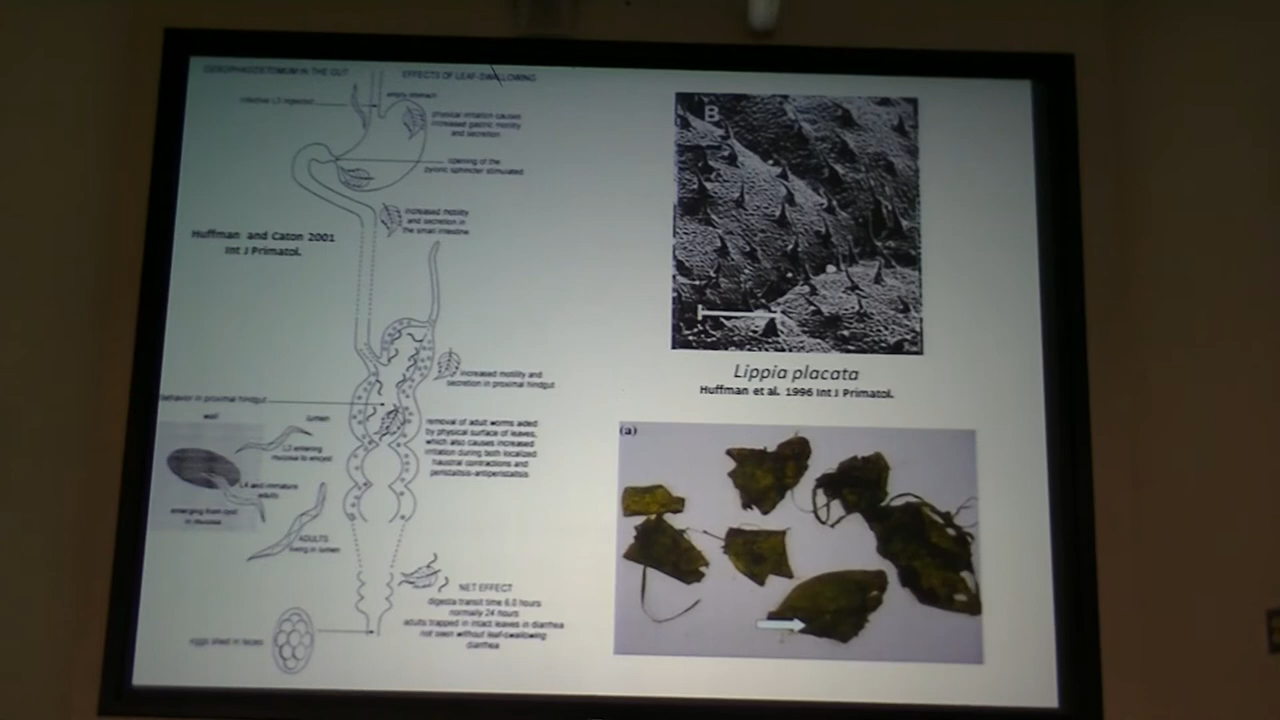 OESOPHAGOSTOMUM IN THE GUT
EFFECTS OF LEAF-SWALLOWING
infective L3 ingested
empty stomach
physical irritation causes
increased gastric motility
and secretion
opening of the
pyloric sphincter stimulated
increased motility
and secretion in
the small intestine
Huffman and Caton 2001
Int J Primatol.
increased motility and
secretion in proximal hindgut
behavior in proximal hindgut
wall
lumen
L3 entering
mucosa to encyst
L4 and immature
adults
emerging from cyst
in mucosa
ADULTS
living in lumen
removal of adult worms aided
by physical surface of leaves,
which also causes increased
irritation during both localized
haustral contractions and
peristalsis-antiperistalsis
NET EFFECT
digesta transit time 6.0 hours
normally 24 hours
adults trapped in intact leaves in diarrhea
not seen without leaf-swallowing
diarrhea
eggs shed in feces
B
Lippia placata
Huffman et al. 1996 Int J Primatol.
(a)